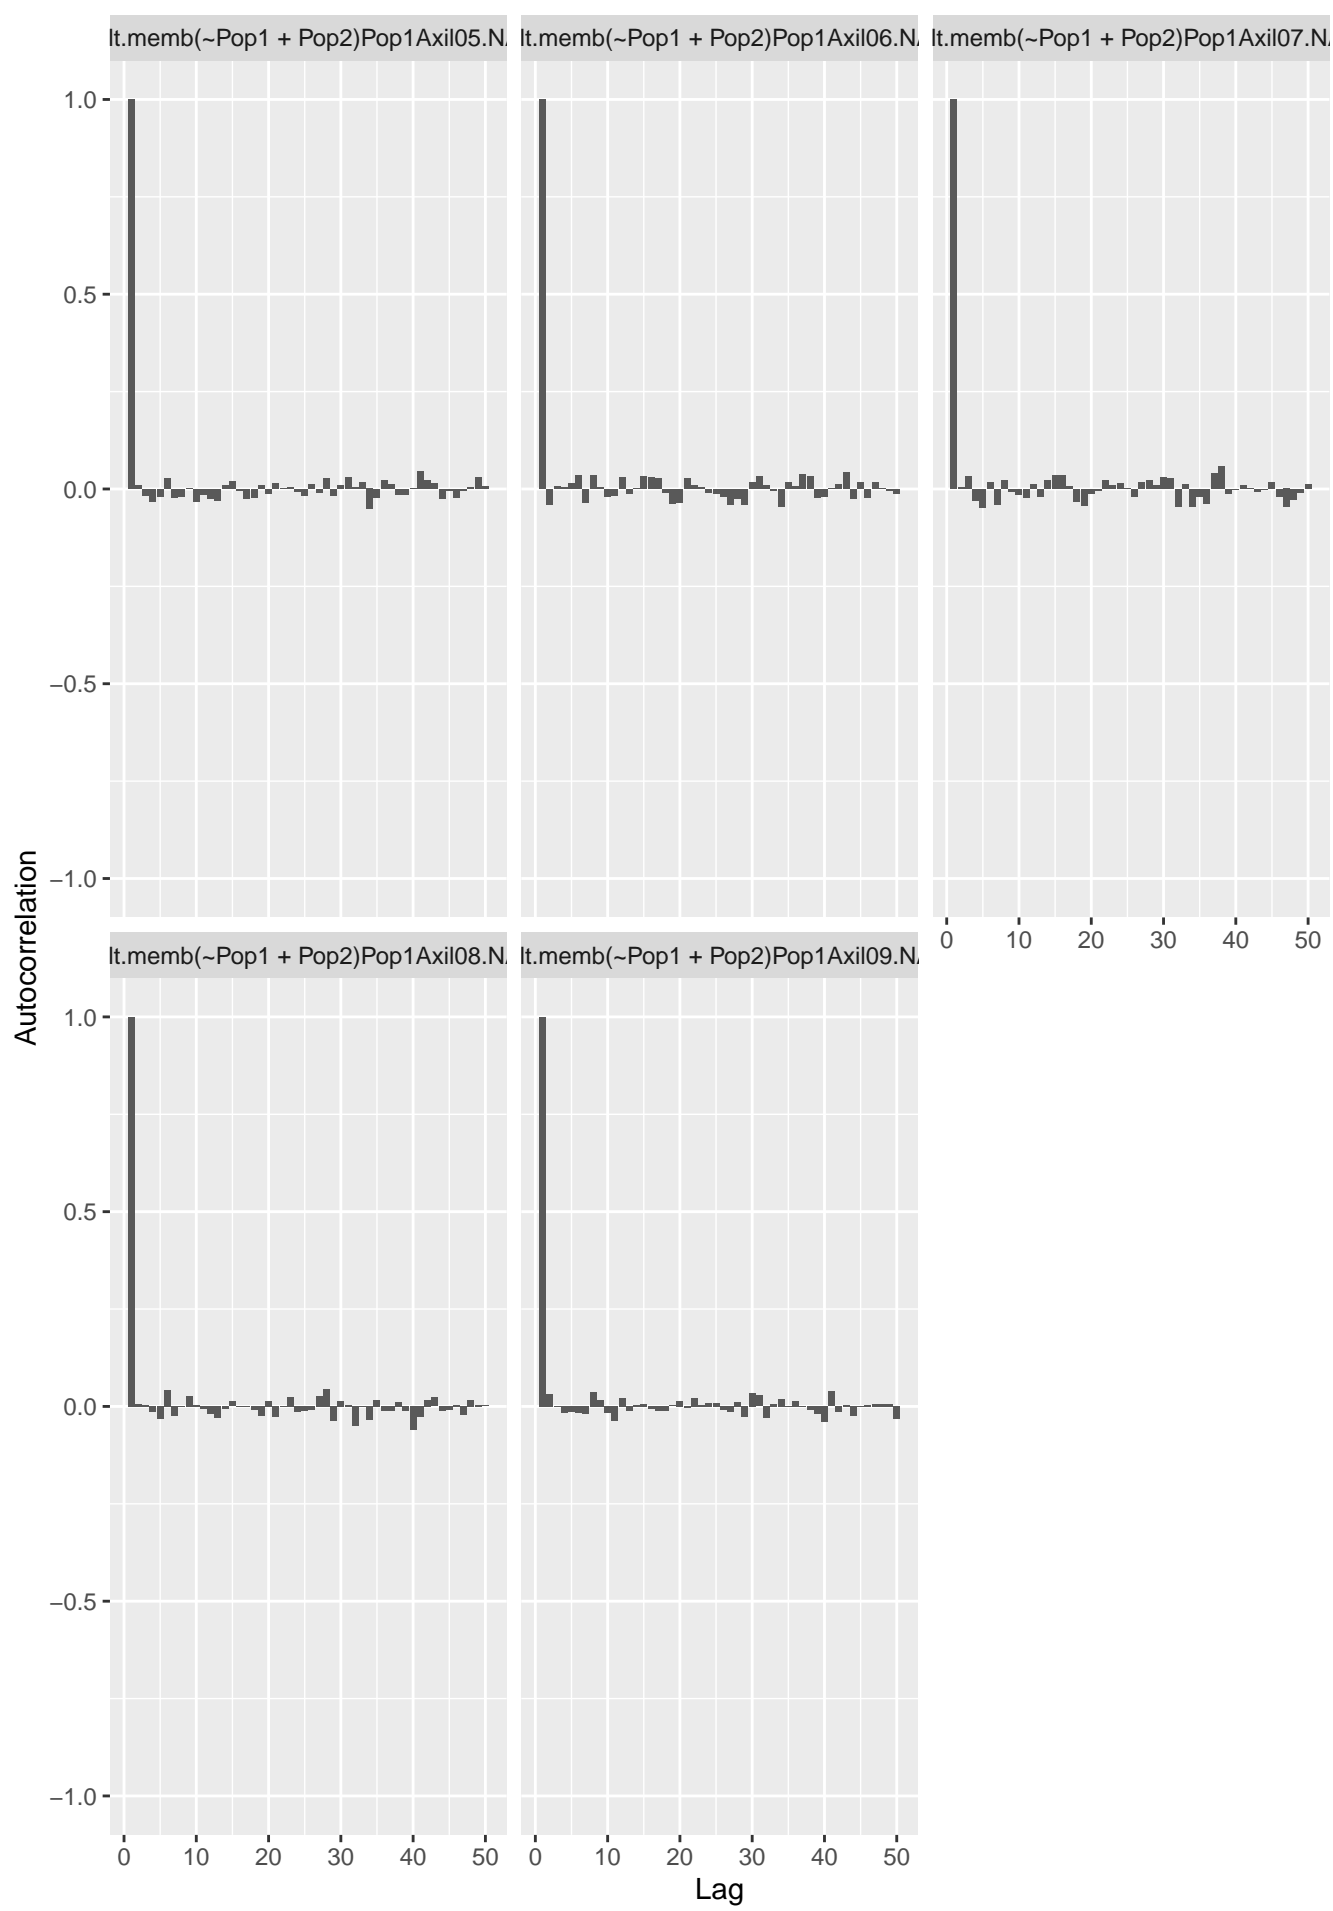 lt.memb(~Pop1 + Pop2)Pop1Axil05.N
lt.memb(~Pop1 + Pop2)Pop1Axil06.N
lt.memb(~Pop1 + Pop2)Pop1Axil07.N
1.0
0.5
0.0
−0.5
−1.0
0 10 20 30 40 50
Autocorrelation
lt.memb(~Pop1 + Pop2)Pop1Axil08.N
lt.memb(~Pop1 + Pop2)Pop1Axil09.N
1.0
0.5
0.0
−0.5
−1.0
0 10 20 30 40 50
0 10 20 30 40 50
Lag